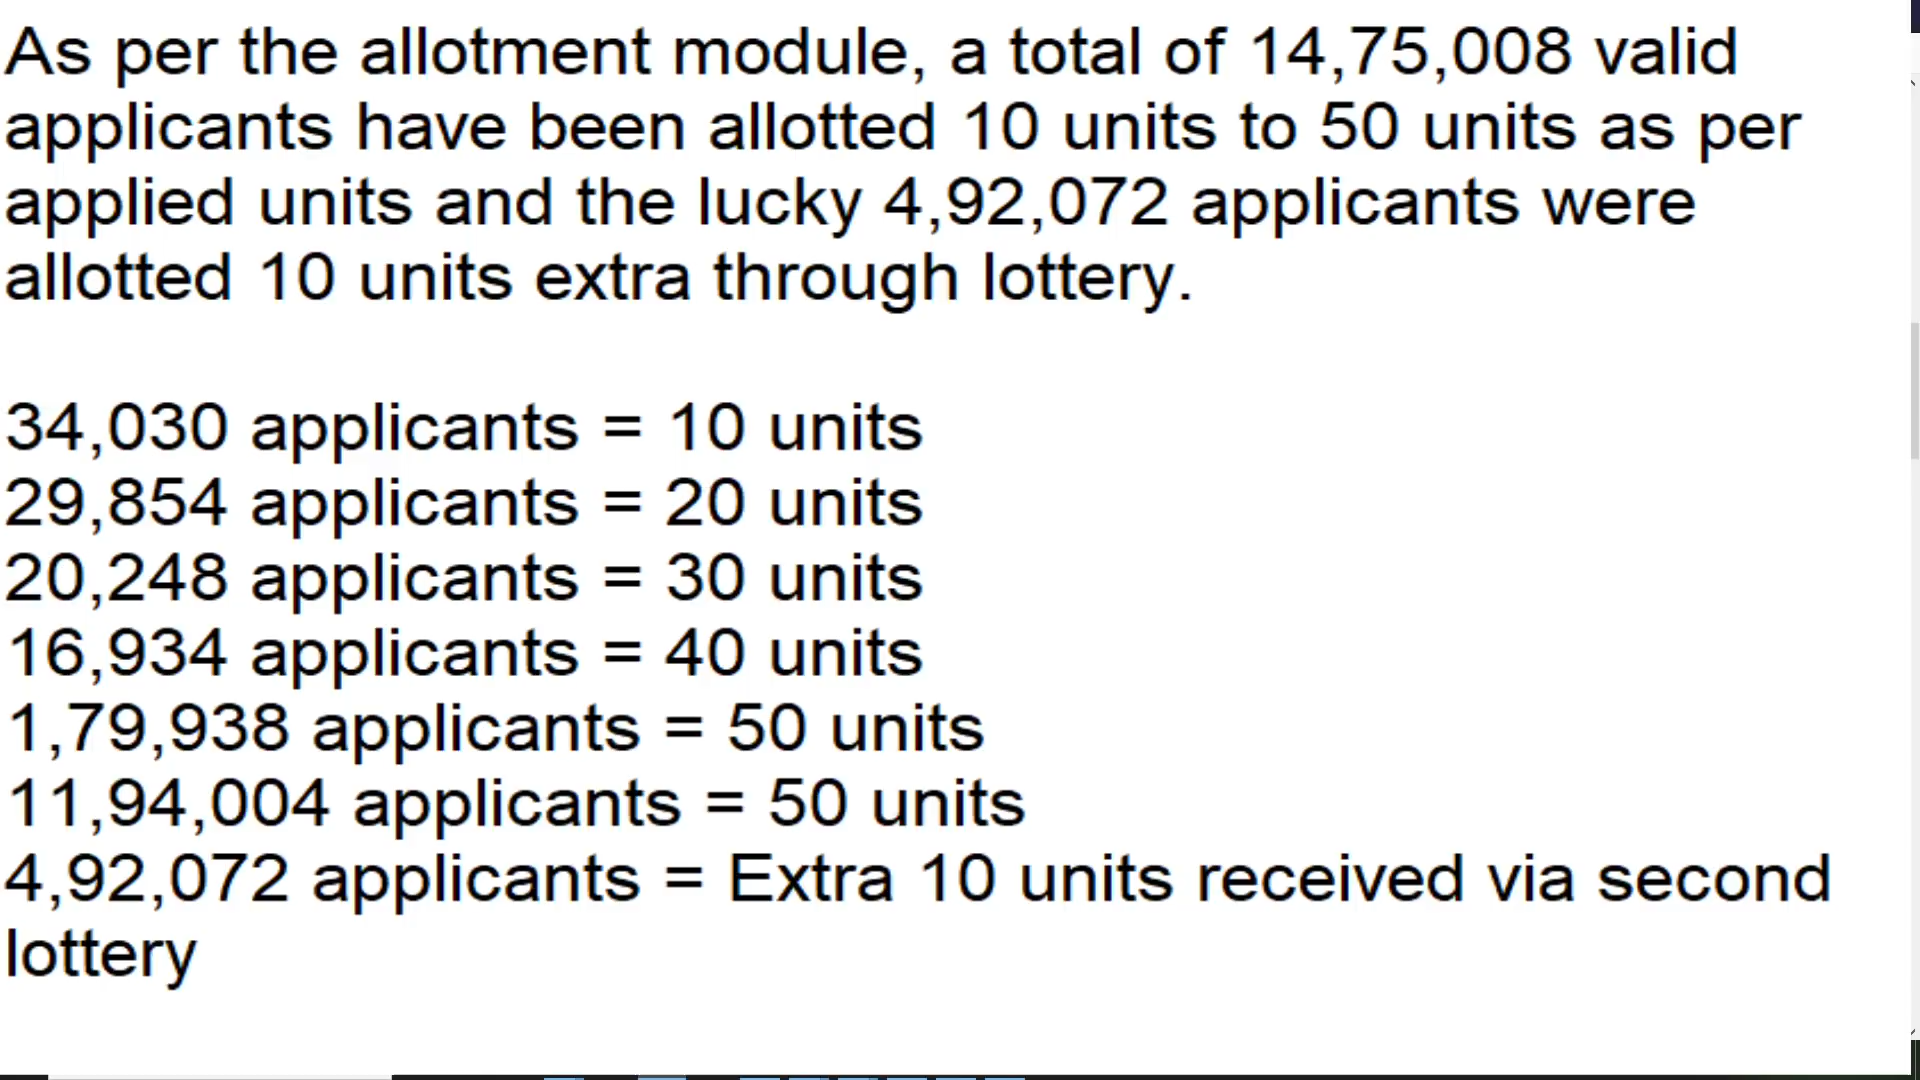 As per the allotment module, a total of 14,75,008 valid
applicants have been allotted 10 units to 50 units as per
applied units and the lucky 4,92,072 applicants were
allotted 10 units extra through lottery.
34,030 applicants = 10 units
29,854 applicants = 20 units
20,248 applicants = 30 units
16,934 applicants = 40 units
1,79,938 applicants = 50 units
11,94,004 applicants = 50 units
4,92,072 applicants = Extra 10 units received via second
lottery